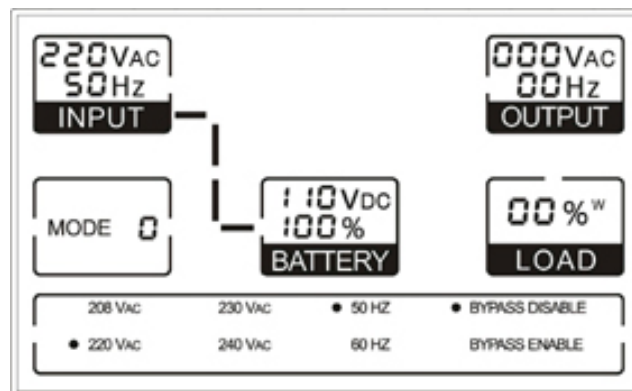 220VAC
50Hz
INPUT
000VAC
00Hz
OUTPUT
MODE 0
110VDC
100%
BATTERY
00%W
LOAD
208 VAC 230 VAC • 50 HZ • BYPASS DISABLE
• 220 VAC 240 VAC 60 HZ BYPASS ENABLE